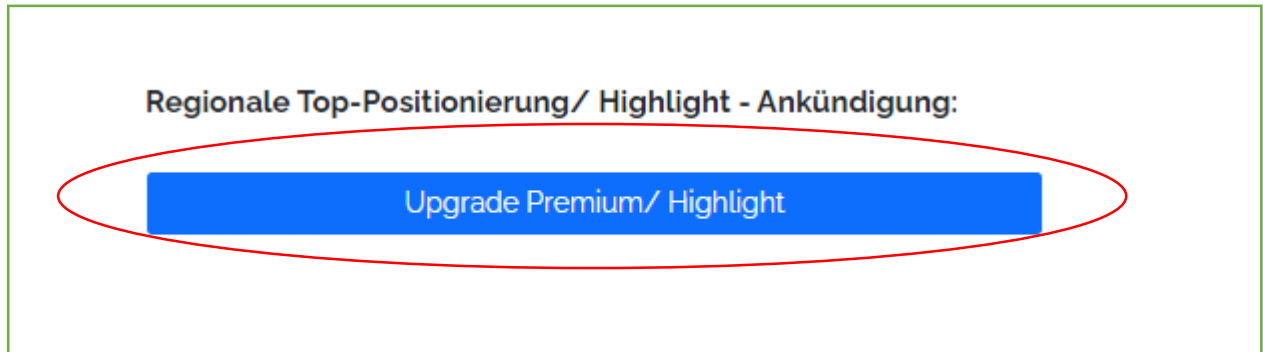 Regionale Top-Positionierung/ Highlight - Ankündigung:
Upgrade Premium/ Highlight